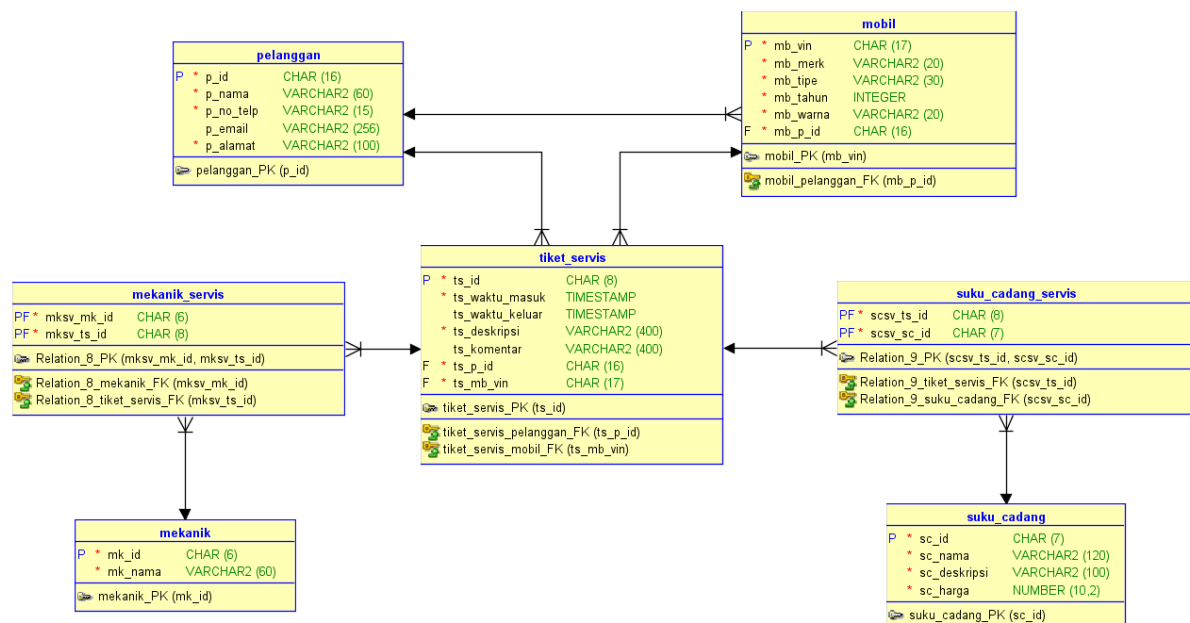 pelanggan
P * p_id CHAR (16)
* p_nama VARCHAR2 (60)
* p_no_telp VARCHAR2 (15)
p_email VARCHAR2 (256)
* p_alamat VARCHAR2 (100)
pelanggan_PK (p_id)
mobil
P * mb_vin CHAR (17)
* mb_merk VARCHAR2 (20)
* mb_tipe VARCHAR2 (30)
* mb_tahun INTEGER
* mb_warna VARCHAR2 (20)
F * mb_p_id CHAR (16)
mobil_PK (mb_vin)
mobil_pelanggan_FK (mb_p_id)
tiket_servis
P * ts_id CHAR (8)
* ts_waktu_masuk TIMESTAMP
ts_waktu_keluar TIMESTAMP
* ts_deskripsi VARCHAR2 (400)
ts_komentar VARCHAR2 (400)
F * ts_p_id CHAR (16)
F * ts_mb_vin CHAR (17)
tiket_servis_PK (ts_id)
tiket_servis_pelanggan_FK (ts_p_id)
tiket_servis_mobil_FK (ts_mb_vin)
mekanik_servis
PF * mksv_mk_id CHAR (6)
PF * mksv_ts_id CHAR (8)
Relation_8_PK (mksv_mk_id, mksv_ts_id)
Relation_8_mekanik_FK (mksv_mk_id)
Relation_8_tiket_servis_FK (mksv_ts_id)
suku_cadang_servis
PF * scsv_ts_id CHAR (8)
PF * scsv_sc_id CHAR (7)
Relation_9_PK (scsv_ts_id, scsv_sc_id)
Relation_9_tiket_servis_FK (scsv_ts_id)
Relation_9_suku_cadang_FK (scsv_sc_id)
mekanik
P * mk_id CHAR (6)
* mk_nama VARCHAR2 (60)
mekanik_PK (mk_id)
suku_cadang
P * sc_id CHAR (7)
* sc_nama VARCHAR2 (120)
* sc_deskripsi VARCHAR2 (100)
* sc_harga NUMBER (10,2)
suku_cadang_PK (sc_id)